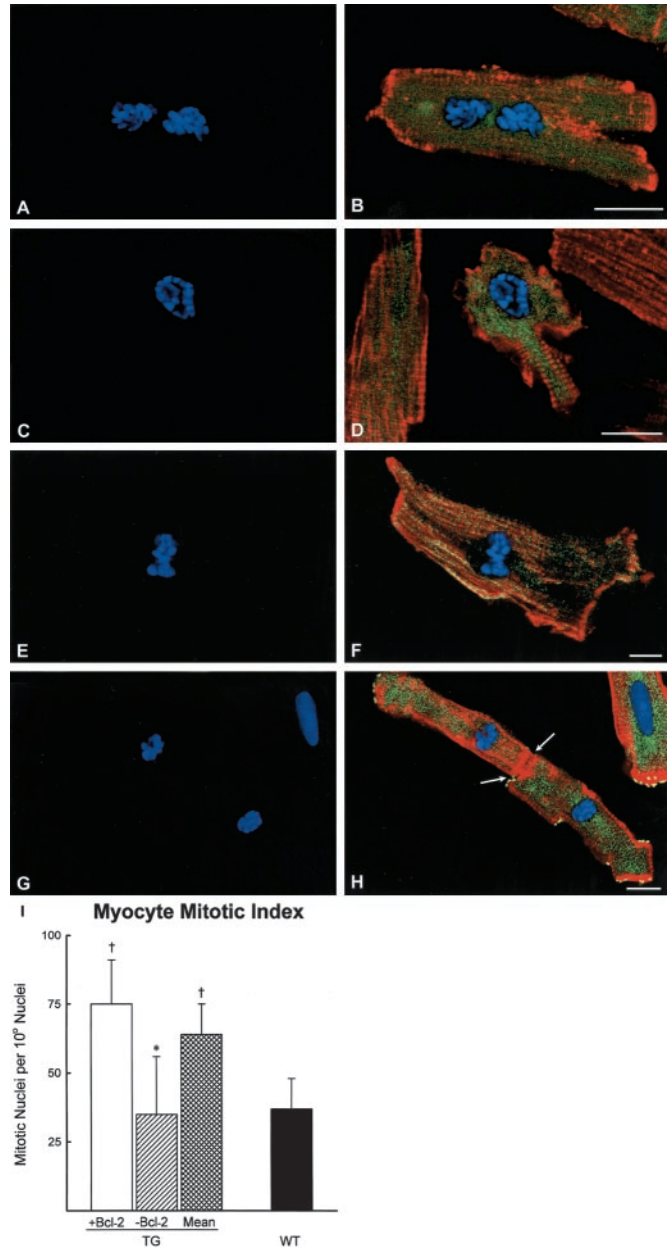 A
B
C
D
E
F
G
H
I
Myocyte Mitotic Index
Mitotic Nuclei per 10⁶ Nuclei
100
75
50
25
†
*
†
+Bcl-2 -Bcl-2 Mean
TG WT